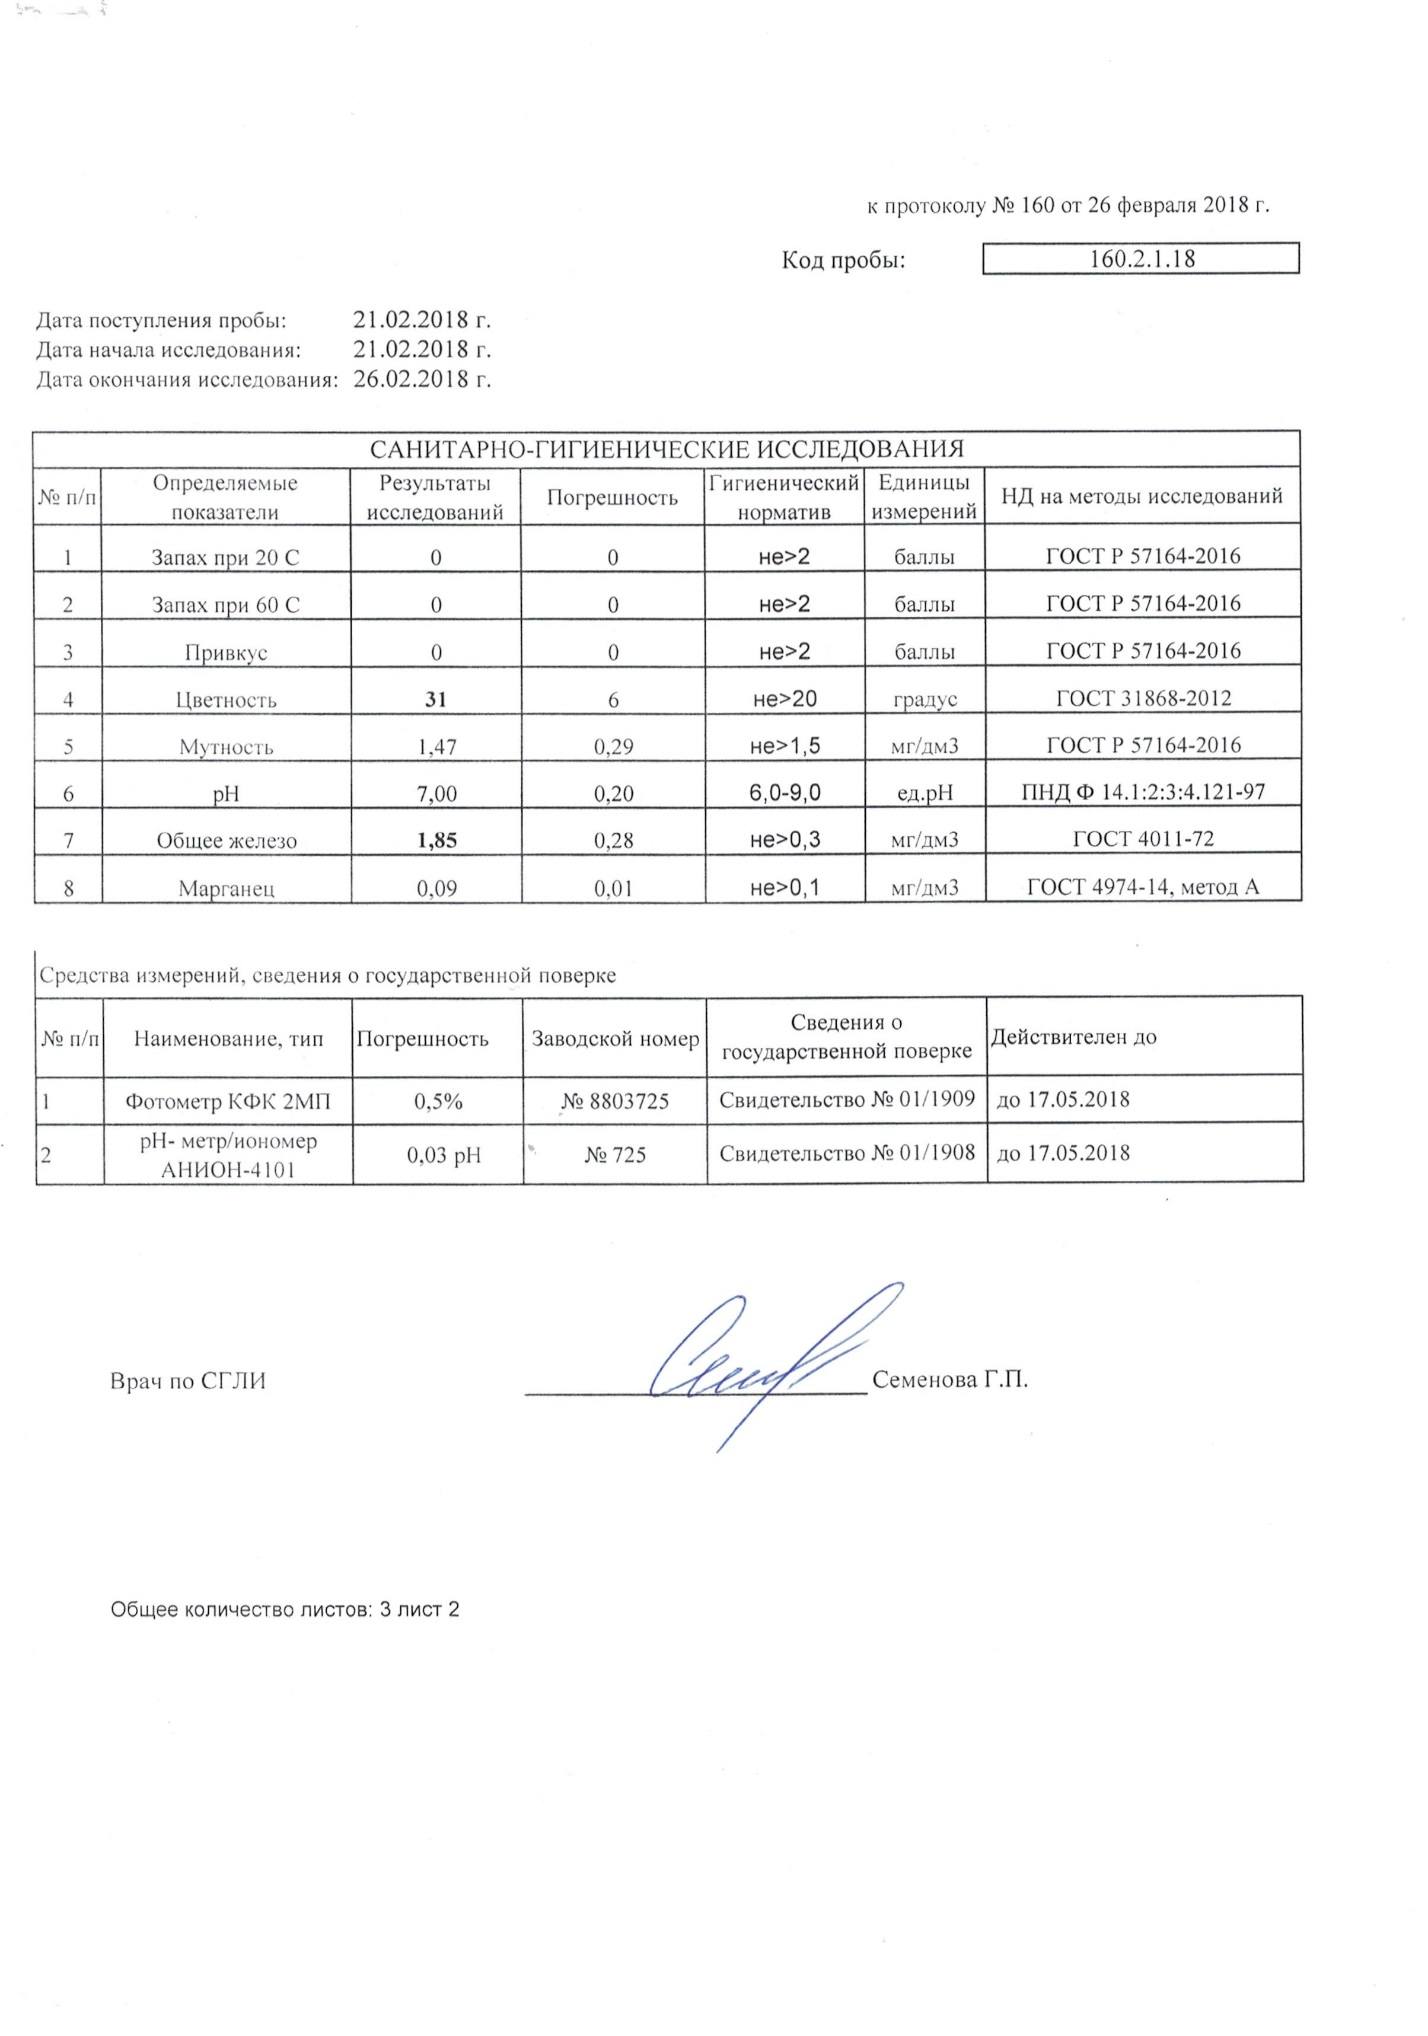 к протоколу № 160 от 26 февраля 2018 г.
Код пробы: 160.2.1.18
Дата поступления пробы: 21.02.2018 г.
Дата начала исследования: 21.02.2018 г.
Дата окончания исследования: 26.02.2018 г.
САНИТАРНО-ГИГИЕНИЧЕСКИЕ ИССЛЕДОВАНИЯ
№ п/п Определяемые показатели Результаты исследований Погрешность Гигиенический норматив Единицы измерений НД на методы исследований
1 Запах при 20 С 0 0 не>2 баллы ГОСТ Р 57164-2016
2 Запах при 60 С 0 0 не>2 баллы ГОСТ Р 57164-2016
3 Привкус 0 0 не>2 баллы ГОСТ Р 57164-2016
4 Цветность 31 6 не>20 градус ГОСТ 31868-2012
5 Мутность 1,47 0,29 не>1,5 мг/дм3 ГОСТ Р 57164-2016
6 рН 7,00 0,20 6,0-9,0 ед.рН ПНД Ф 14.1:2:3:4.121-97
7 Общее железо 1,85 0,28 не>0,3 мг/дм3 ГОСТ 4011-72
8 Марганец 0,09 0,01 не>0,1 мг/дм3 ГОСТ 4974-14, метод А
Средства измерений, сведения о государственной поверке
№ п/п Наименование, тип Погрешность Заводской номер Сведения о государственной поверке Действителен до
1 Фотометр КФК 2МП 0,5% № 8803725 Свидетельство № 01/1909 до 17.05.2018
2 рН- метр/иономер АНИОН-4101 0,03 рН № 725 Свидетельство № 01/1908 до 17.05.2018
Врач по СГЛИ Семенова Г.П.
Общее количество листов: 3 лист 2